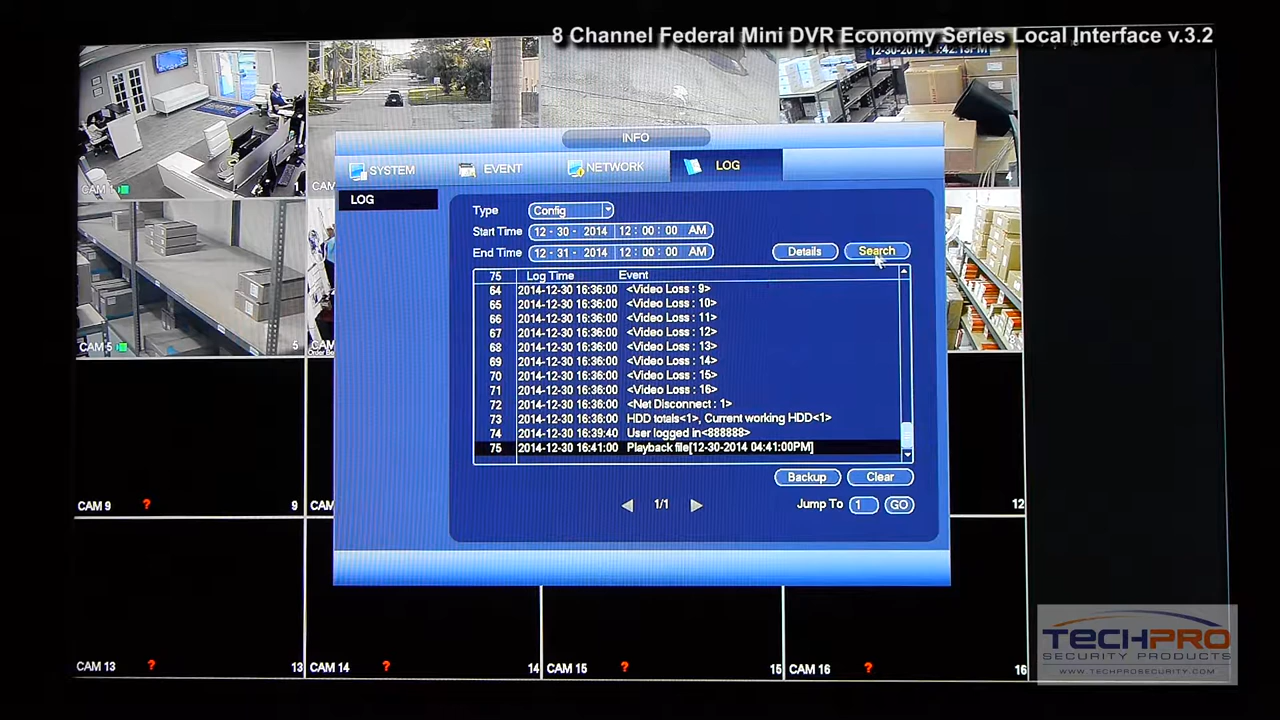 8 Channel Federal Mini DVR Economy Series Local Interface v.3.2
INFO
SYSTEM EVENT NETWORK LOG
LOG
Type Config
Start Time 12 - 30 - 2014 12 : 00 : 00 AM
End Time 12 - 31 - 2014 12 : 00 : 00 AM
Details Search
75 Log Time Event
64 2014-12-30 16:36:00 <Video Loss : 9>
65 2014-12-30 16:36:00 <Video Loss : 10>
66 2014-12-30 16:36:00 <Video Loss : 11>
67 2014-12-30 16:36:00 <Video Loss : 12>
68 2014-12-30 16:36:00 <Video Loss : 13>
69 2014-12-30 16:36:00 <Video Loss : 14>
70 2014-12-30 16:36:00 <Video Loss : 15>
71 2014-12-30 16:36:00 <Video Loss : 16>
72 2014-12-30 16:36:00 <Net Disconnect : 1>
73 2014-12-30 16:36:00 HDD totals<1>, Current working HDD<1>
74 2014-12-30 16:39:40 User logged in<888888>
75 2014-12-30 16:41:00 Playback file[12-30-2014 04:41:00PM]
Backup Clear
1/1 Jump To 1 GO
CAM 1 1 CAM 4
CAM 5 5 CAM 8
CAM 9 ? 9 CAM 12
CAM 13 ? 13 CAM 14 ? 14 CAM 15 ? 15 CAM 16 ? 16
TECHPRO
SECURITY PRODUCTS
WWW.TECHPROSECURITY.COM